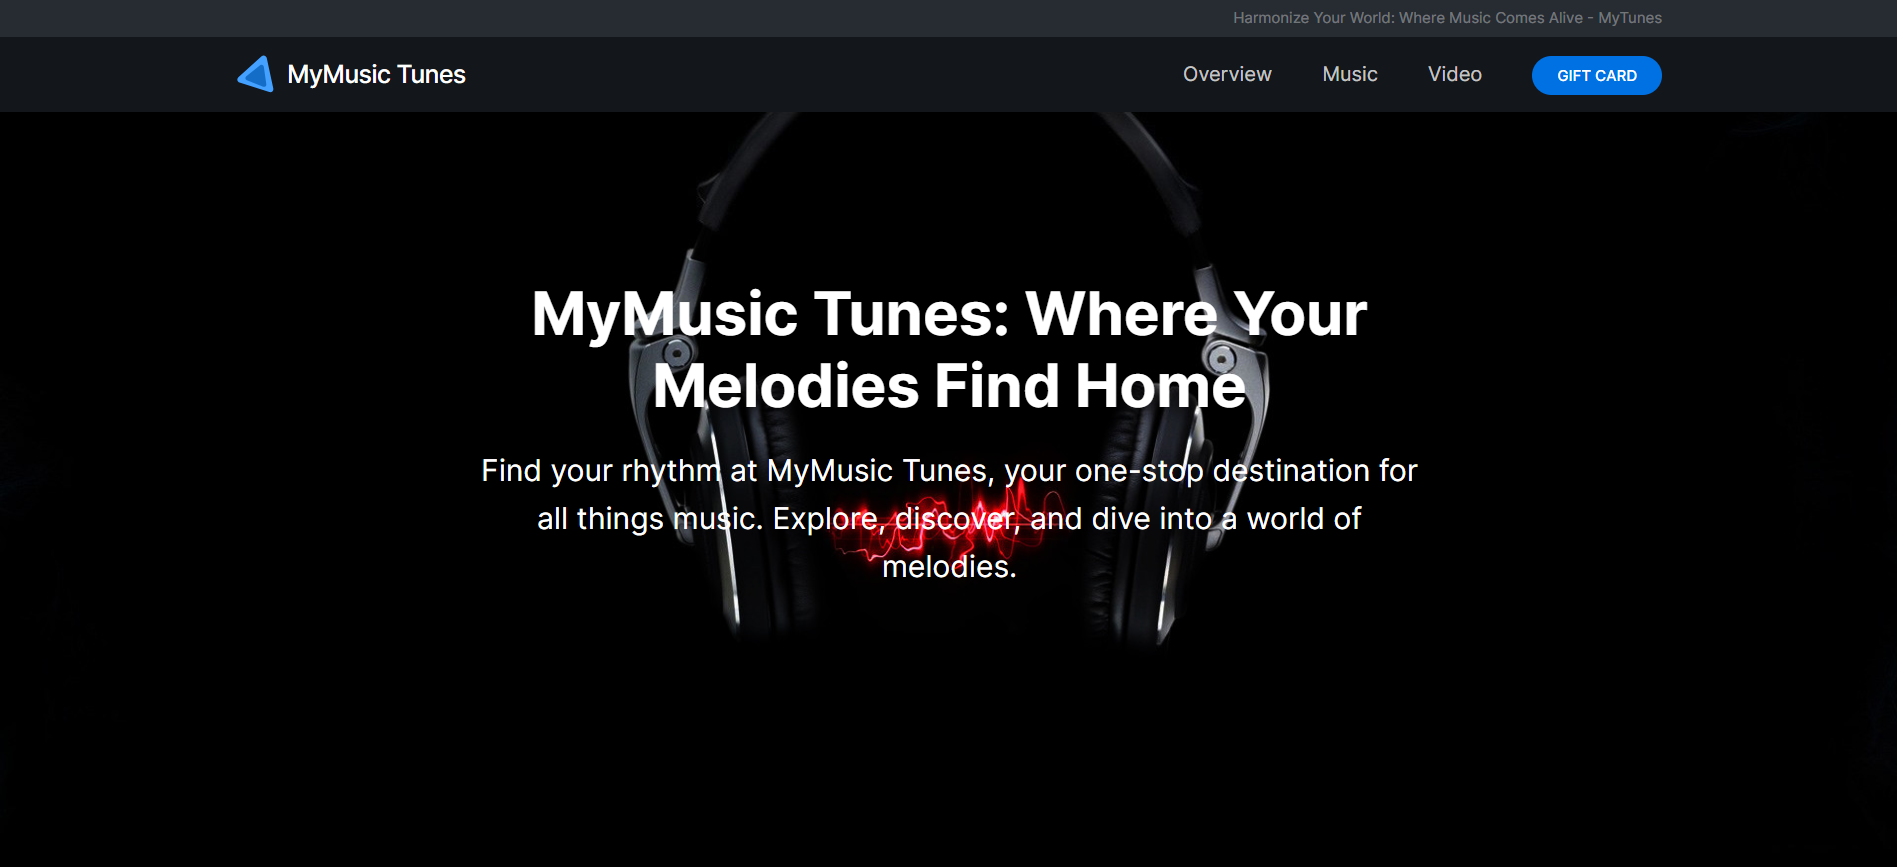 Harmonize Your World: Where Music Comes Alive - MyTunes
MyMusic Tunes
Overview
Music
Video
GIFT CARD
MyMusic Tunes: Where Your
Melodies Find Home
Find your rhythm at MyMusic Tunes, your one-stop destination for
all things music. Explore, discover, and dive into a world of
melodies.